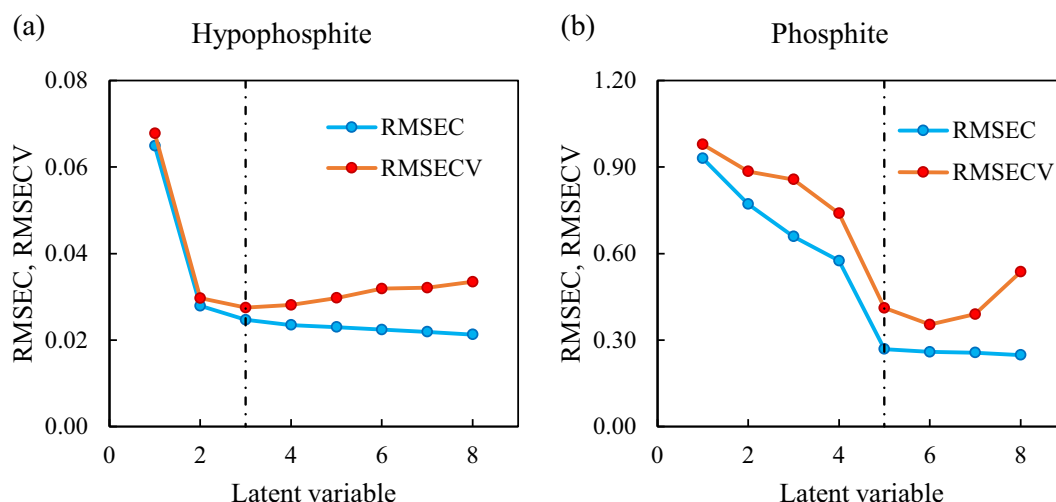 (a)
Hypophosphite
RMSEC, RMSECV
0.08
0.06
0.04
0.02
0.00
RMSEC
RMSECV
0
2
4
6
8
Latent variable
(b)
Phosphite
RMSEC, RMSECV
1.20
0.90
0.60
0.30
0.00
RMSEC
RMSECV
0
2
4
6
8
Latent variable